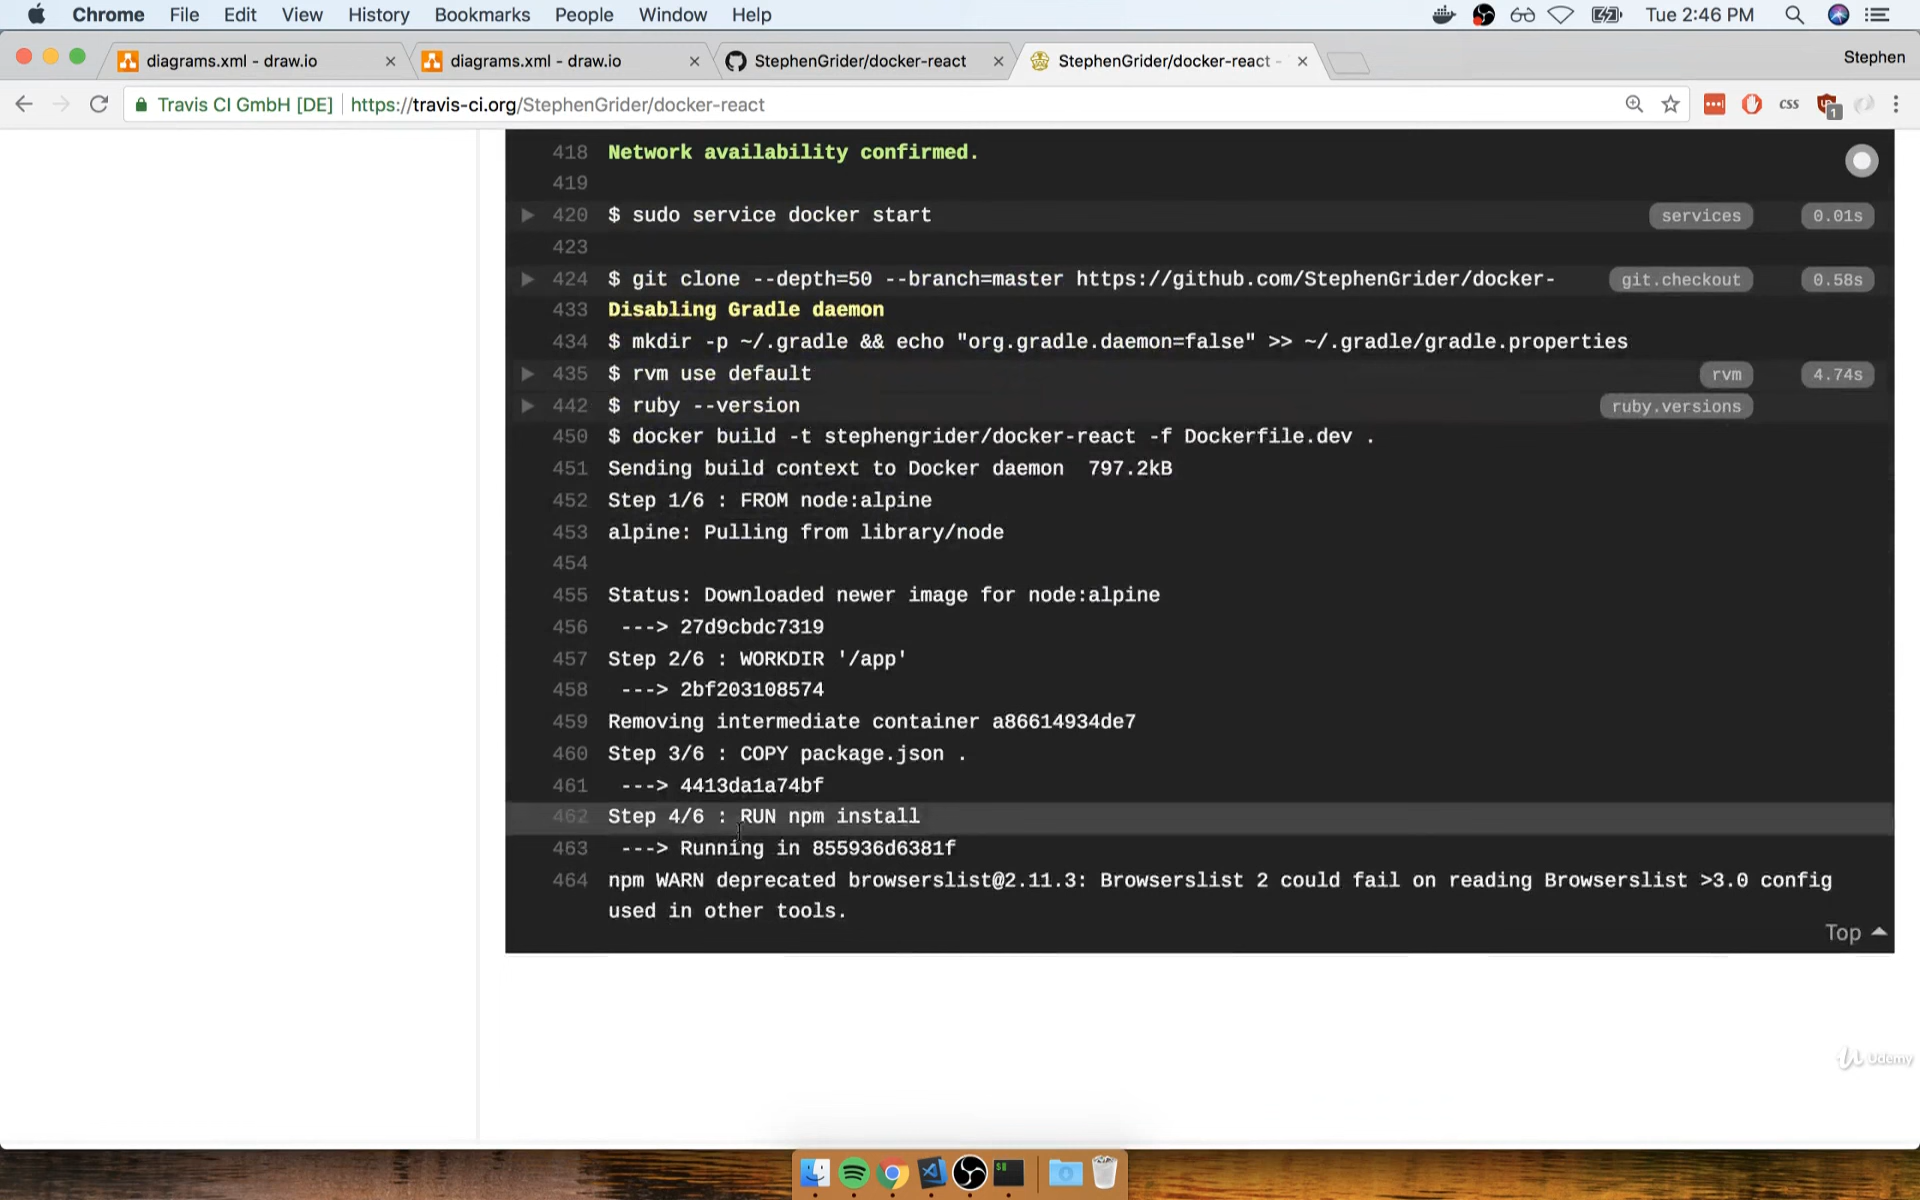 Chrome File Edit View History Bookmarks People Window Help Tue 2:46 PM
diagrams.xml - draw.io diagrams.xml - draw.io StephenGrider/docker-react StephenGrider/docker-react - Stephen
Travis CI GmbH [DE] https://travis-ci.org/StephenGrider/docker-react css 1
418 Network availability confirmed.
419
420 $ sudo service docker start services 0.01s
423
424 $ git clone --depth=50 --branch=master https://github.com/StephenGrider/docker- git.checkout 0.58s
433 Disabling Gradle daemon
434 $ mkdir -p ~/.gradle && echo "org.gradle.daemon=false" >> ~/.gradle/gradle.properties
435 $ rvm use default rvm 4.74s
442 $ ruby --version ruby.versions
450 $ docker build -t stephengrider/docker-react -f Dockerfile.dev .
451 Sending build context to Docker daemon 797.2kB
452 Step 1/6 : FROM node:alpine
453 alpine: Pulling from library/node
454
455 Status: Downloaded newer image for node:alpine
456 ---> 27d9cbdc7319
457 Step 2/6 : WORKDIR '/app'
458 ---> 2bf203108574
459 Removing intermediate container a86614934de7
460 Step 3/6 : COPY package.json .
461 ---> 4413da1a74bf
462 Step 4/6 : RUN npm install
463 ---> Running in 855936d6381f
464 npm WARN deprecated browserslist@2.11.3: Browserslist 2 could fail on reading Browserslist >3.0 config
used in other tools.
Top
Udemy